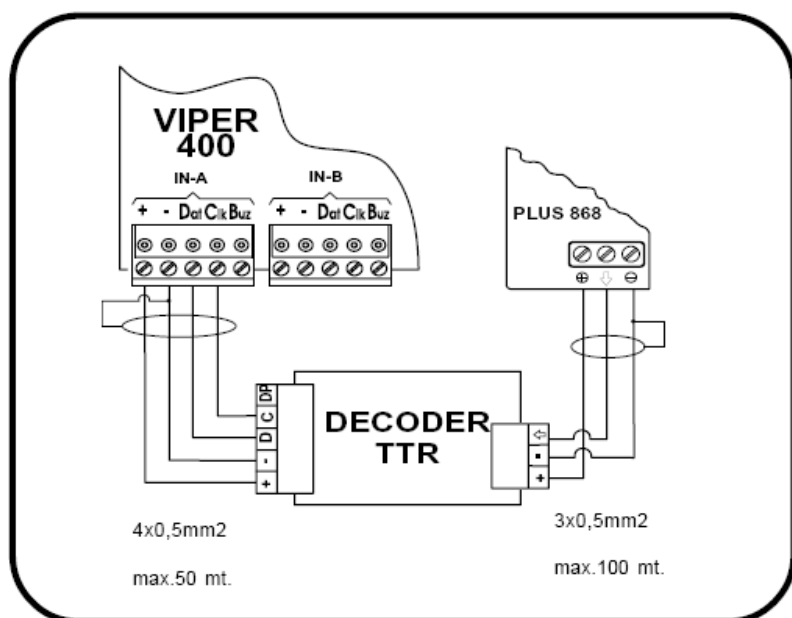 VIPER
400
IN-A
IN-B
+ - Dat Clk Buz
+ - Dat Clk Buz
PLUS 868
+ ⇩ -
DP
C
D
-
+
DECODER
TTR
⇦
-
+
4x0,5mm2
max.50 mt.
3x0,5mm2
max.100 mt.